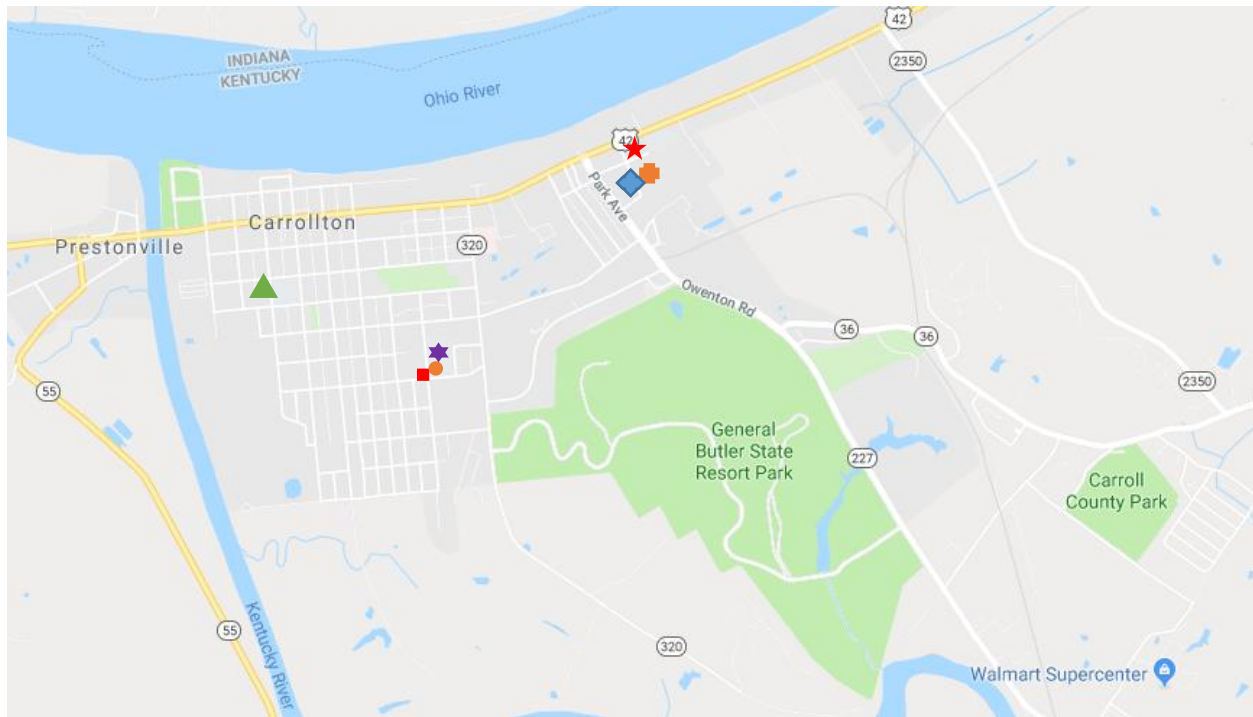 42
2350
INDIANA
KENTUCKY
Ohio River
42
Park Ave
Carrollton
320
Prestonville
Owenton Rd
36
36
55
2350
General
Butler State
Resort Park
227
Carroll
County Park
Kentucky River
55
320
Walmart Supercenter